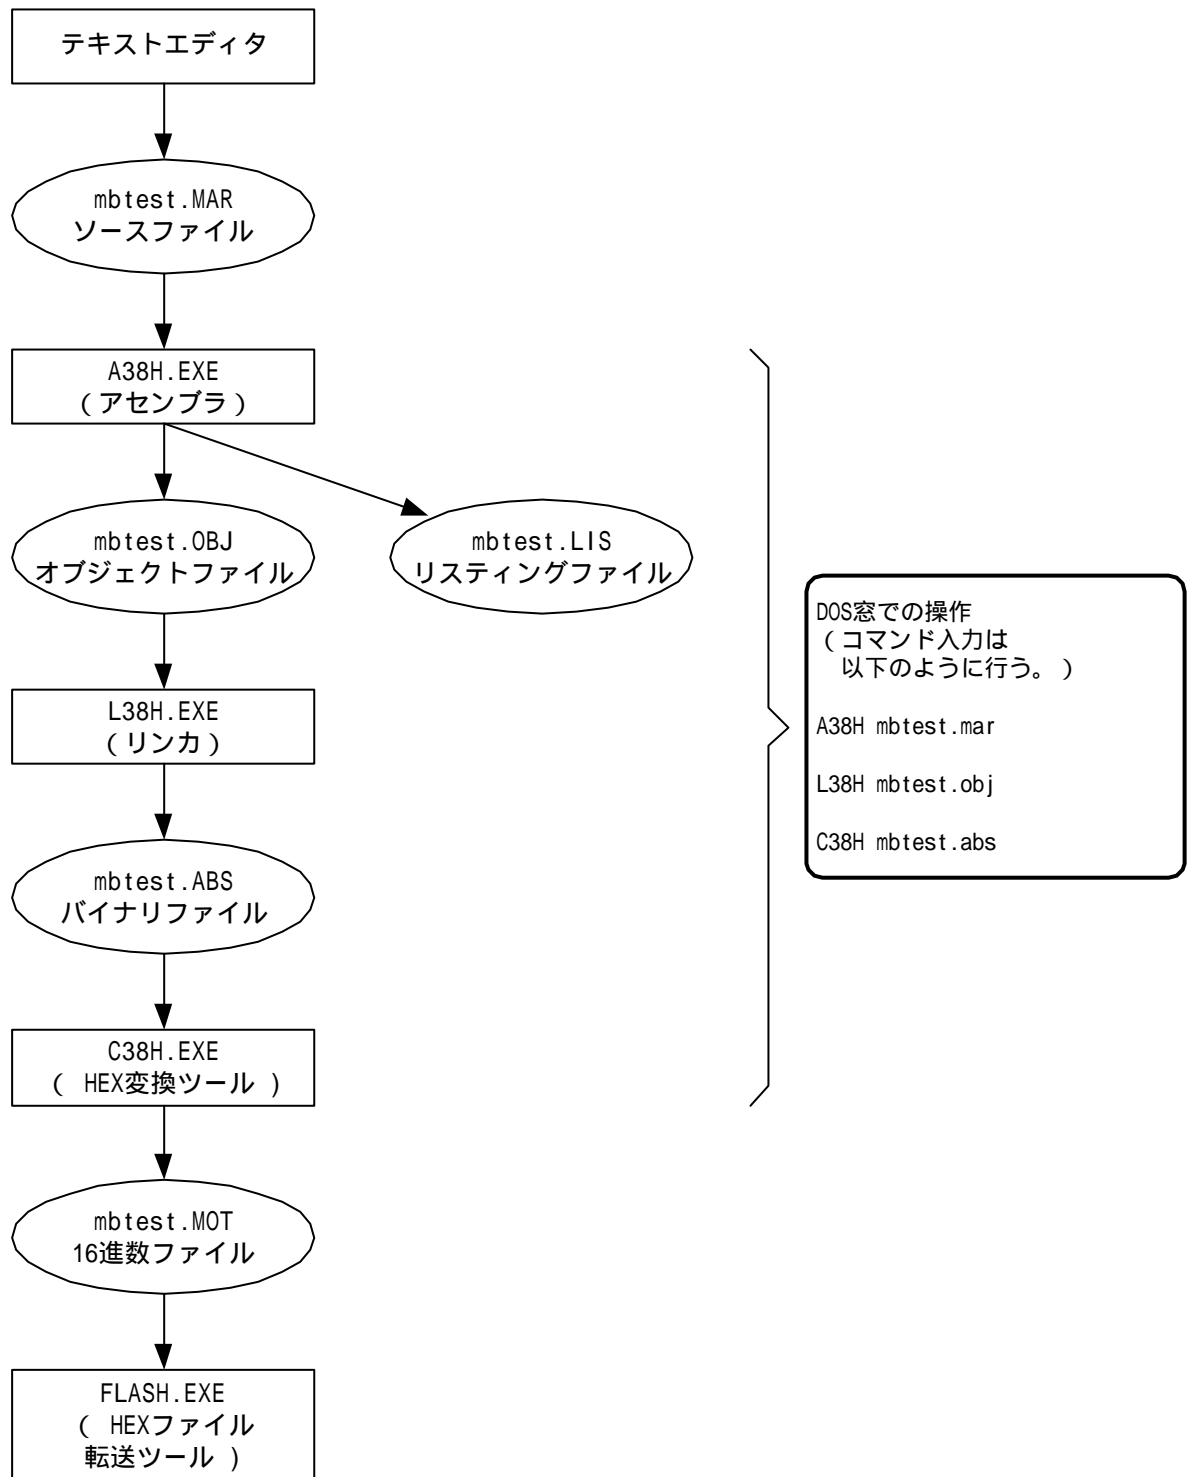 テキストエディタ
mbtest.MAR
ソースファイル
A38H.EXE
(アセンブラ)
mbtest.OBJ
オブジェクトファイル
mbtest.LIS
リスティングファイル
L38H.EXE
(リンカ)
mbtest.ABS
バイナリファイル
C38H.EXE
( HEX変換ツール )
mbtest.MOT
16進数ファイル
FLASH.EXE
( HEXファイル
転送ツール )
DOS窓での操作
(コマンド入力は
以下のように行う。)
A38H mbtest.mar
L38H mbtest.obj
C38H mbtest.abs